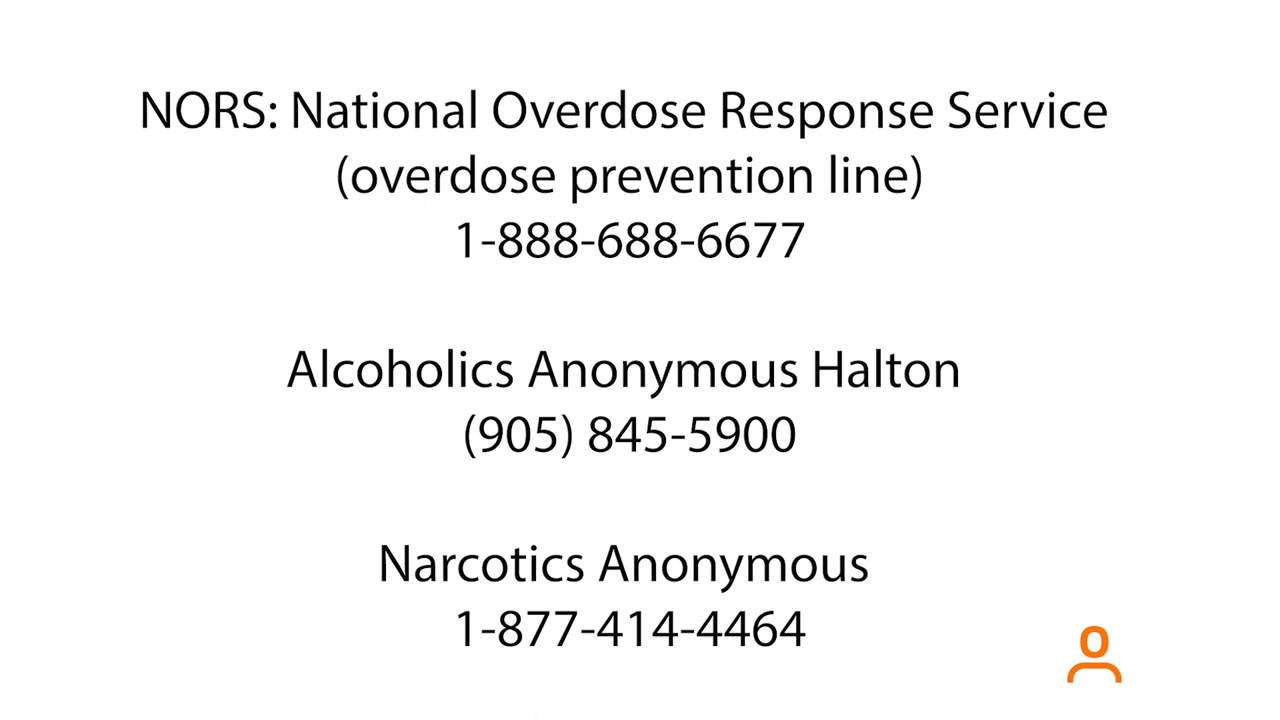 NORS: National Overdose Response Service
(overdose prevention line)
1-888-688-6677
Alcoholics Anonymous Halton
(905) 845-5900
Narcotics Anonymous
1-877-414-4464